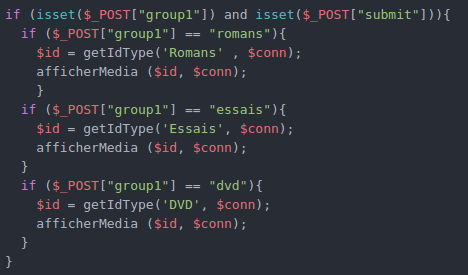 if (isset($_POST["group1"]) and isset($_POST["submit"])){
  if ($_POST["group1"] == "romans"){
    $id = getIdType('Romans' , $conn);
    afficherMedia ($id, $conn);
    }
  if ($_POST["group1"] == "essais"){
    $id = getIdType('Essais', $conn);
    afficherMedia ($id, $conn);
  }
  if ($_POST["group1"] == "dvd"){
    $id = getIdType('DVD', $conn);
    afficherMedia ($id, $conn);
  }
}